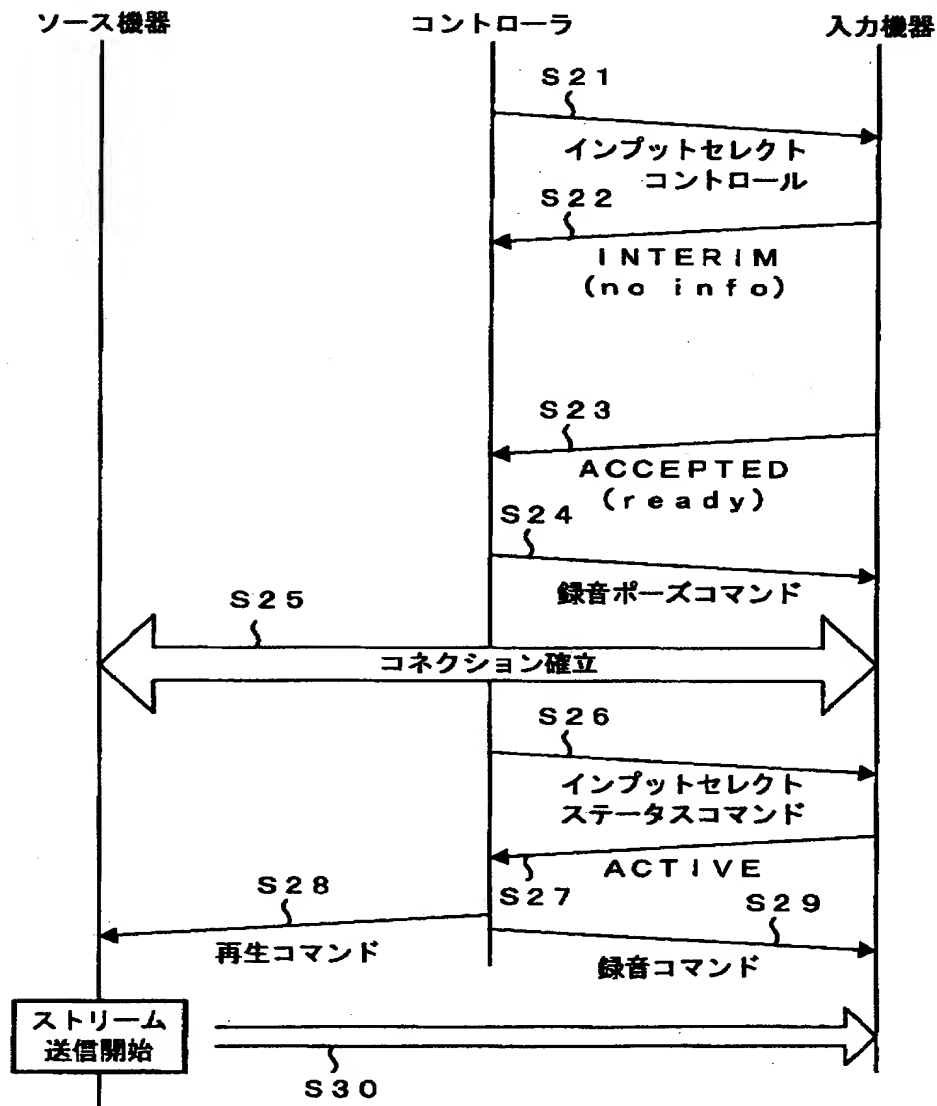 ソース機器
コントローラ
入力機器
S21
インプットセレクト
コントロール
S22
INTERIM
(no info)
S23
ACCEPTED
(ready)
S24
録音ポーズコマンド
S25
コネクション確立
S26
インプットセレクト
ステータスコマンド
ACTIVE
S27
S28
S29
再生コマンド
録音コマンド
ストリーム
送信開始
S30